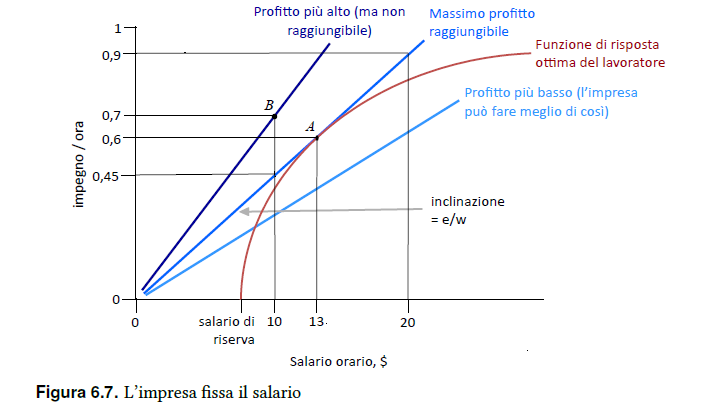 1
Profitto più alto (ma non
raggiungibile)
Massimo profitto
raggiungibile
0,9
Funzione di risposta
ottima del lavoratore
Profitto più basso (l'impresa
può fare meglio di così)
B
0,7
A
0,6
impegno / ora
0,45
inclinazione
= e/w
0
0
salario di
riserva
10
13.
20
Salario orario, $
Figura 6.7. L'impresa fissa il salario